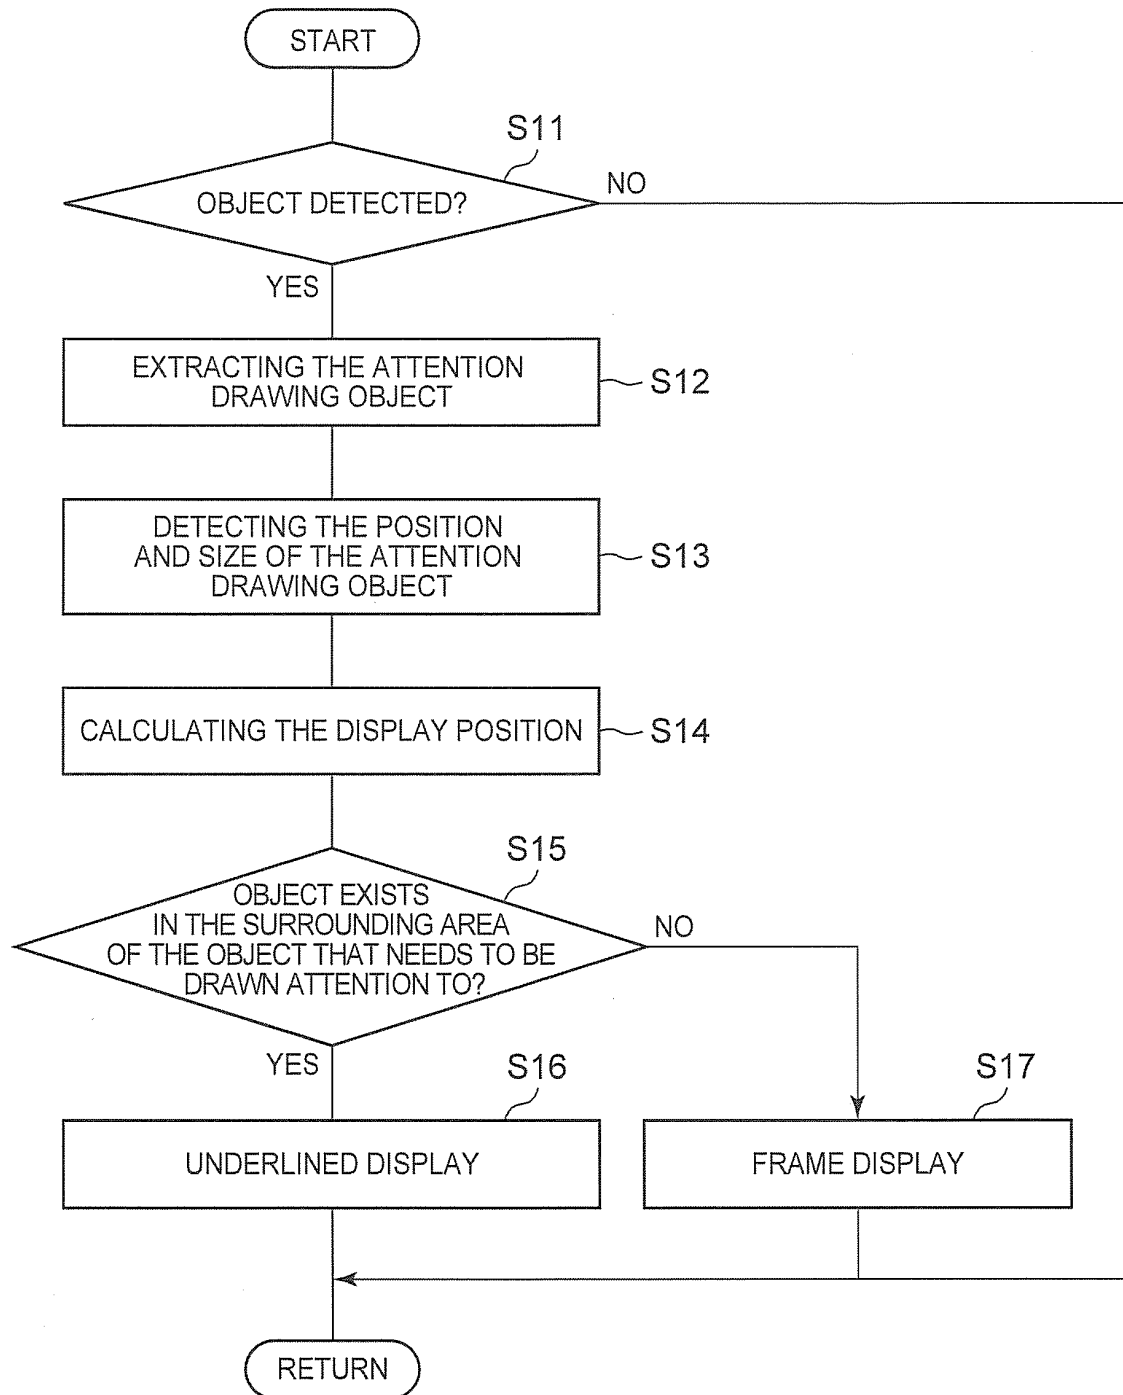 START
S11
OBJECT DETECTED?
NO
YES
EXTRACTING THE ATTENTION
DRAWING OBJECT
S12
DETECTING THE POSITION
AND SIZE OF THE ATTENTION
DRAWING OBJECT
S13
CALCULATING THE DISPLAY POSITION
S14
S15
OBJECT EXISTS
IN THE SURROUNDING AREA
OF THE OBJECT THAT NEEDS TO BE
DRAWN ATTENTION TO?
NO
YES
S16
UNDERLINED DISPLAY
S17
FRAME DISPLAY
RETURN